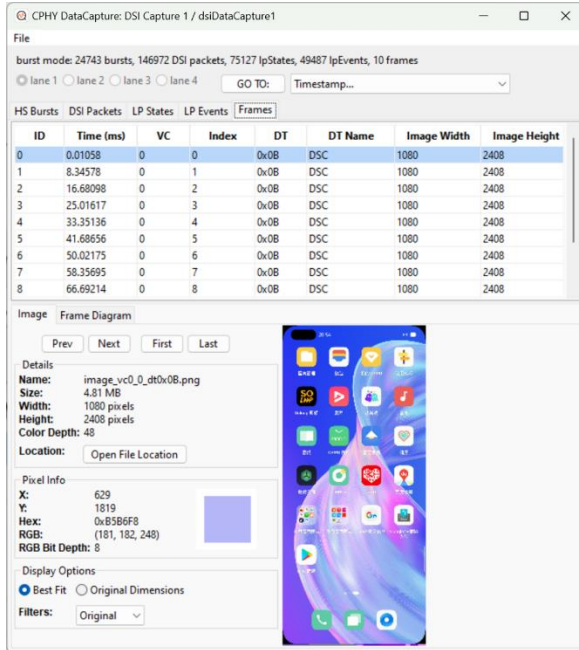 CPHY DataCapture: DSI Capture 1 / dsiDataCapture1
File
burst mode: 24743 bursts, 146972 DSI packets, 75127 lpStates, 49487 lpEvents, 10 frames
lane 1 lane 2 lane 3 lane 4 GO TO: Timestamp...
HS Bursts DSI Packets LP States LP Events Frames
ID Time (ms) VC Index DT DT Name Image Width Image Height
0 0.01058 0 0 0x0B DSC 1080 2408
1 8.34578 0 1 0x0B DSC 1080 2408
2 16.68098 0 2 0x0B DSC 1080 2408
3 25.01617 0 3 0x0B DSC 1080 2408
4 33.35136 0 4 0x0B DSC 1080 2408
5 41.68656 0 5 0x0B DSC 1080 2408
6 50.02175 0 6 0x0B DSC 1080 2408
7 58.35695 0 7 0x0B DSC 1080 2408
8 66.69214 0 8 0x0B DSC 1080 2408
Image Frame Diagram
Prev Next First Last
Details
Name: image_vc0_0_dt0x0B.png
Size: 4.81 MB
Width: 1080 pixels
Height: 2408 pixels
Color Depth: 48
Location: Open File Location
Pixel Info
X: 629
Y: 1819
Hex: 0xB5B6F8
RGB: (181, 182, 248)
RGB Bit Depth: 8
Display Options
Best Fit Original Dimensions
Filters: Original